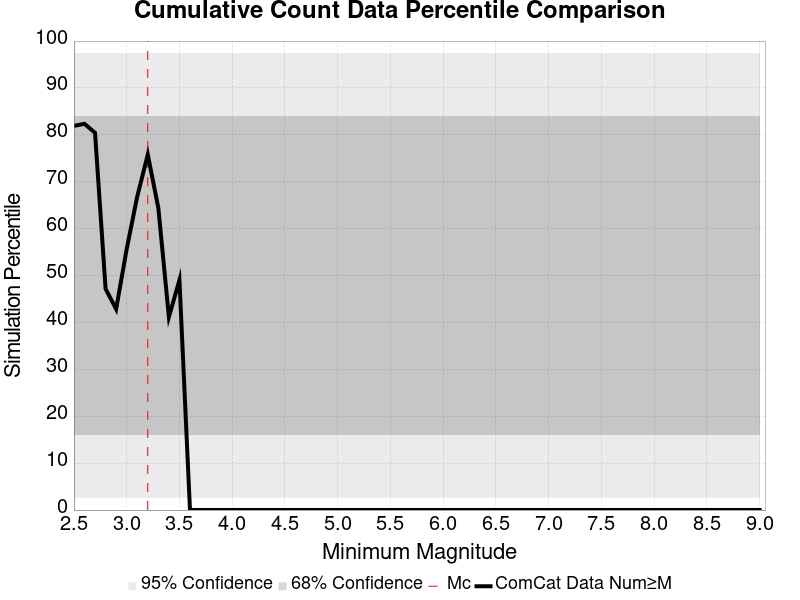 Cumulative Count Data Percentile Comparison
100
90
80
70
60
50
40
30
20
10
0
Simulation Percentile
2.5 3.0 3.5 4.0 4.5 5.0 5.5 6.0 6.5 7.0 7.5 8.0 8.5 9.0
Minimum Magnitude
95% Confidence 68% Confidence Mc ComCat Data Num≥M